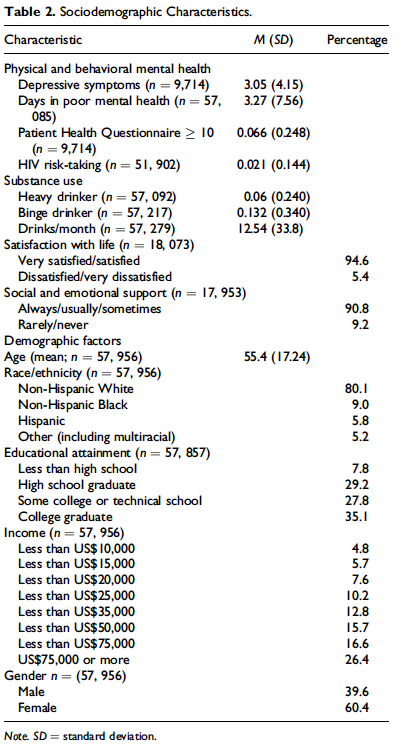 Table 2. Sociodemographic Characteristics.
Characteristic M (SD) Percentage
Physical and behavioral mental health
Depressive symptoms (n = 9,714) 3.05 (4.15)
Days in poor mental health (n = 57, 3.27 (7.56)
085)
Patient Health Questionnaire ≥ 10 0.066 (0.248)
(n = 9,714)
HIV risk-taking (n = 51, 902) 0.021 (0.144)
Substance use
Heavy drinker (n = 57, 092) 0.06 (0.240)
Binge drinker (n = 57, 217) 0.132 (0.340)
Drinks/month (n = 57, 279) 12.54 (33.8)
Satisfaction with life (n = 18, 073)
Very satisfied/satisfied 94.6
Dissatisfied/very dissatisfied 5.4
Social and emotional support (n = 17, 953)
Always/usually/sometimes 90.8
Rarely/never 9.2
Demographic factors
Age (mean; n = 57, 956) 55.4 (17.24)
Race/ethnicity (n = 57, 956)
Non-Hispanic White 80.1
Non-Hispanic Black 9.0
Hispanic 5.8
Other (including multiracial) 5.2
Educational attainment (n = 57, 857)
Less than high school 7.8
High school graduate 29.2
Some college or technical school 27.8
College graduate 35.1
Income (n = 57, 956)
Less than US$10,000 4.8
Less than US$15,000 5.7
Less than US$20,000 7.6
Less than US$25,000 10.2
Less than US$35,000 12.8
Less than US$50,000 15.7
Less than US$75,000 16.6
US$75,000 or more 26.4
Gender n = (57, 956)
Male 39.6
Female 60.4
Note. SD = standard deviation.